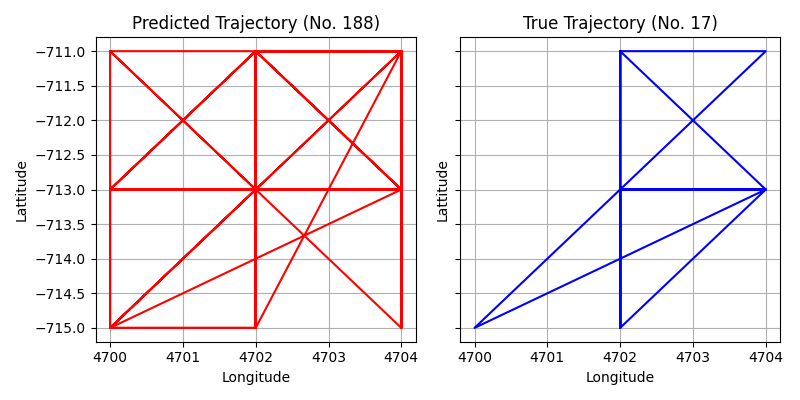 Predicted Trajectory (No. 188)
True Trajectory (No. 17)
−711.0
−711.5
−712.0
−712.5
−713.0
−713.5
−714.0
−714.5
−715.0
Lattitude
Lattitude
4700 4701 4702 4703 4704
4700 4701 4702 4703 4704
Longitude
Longitude